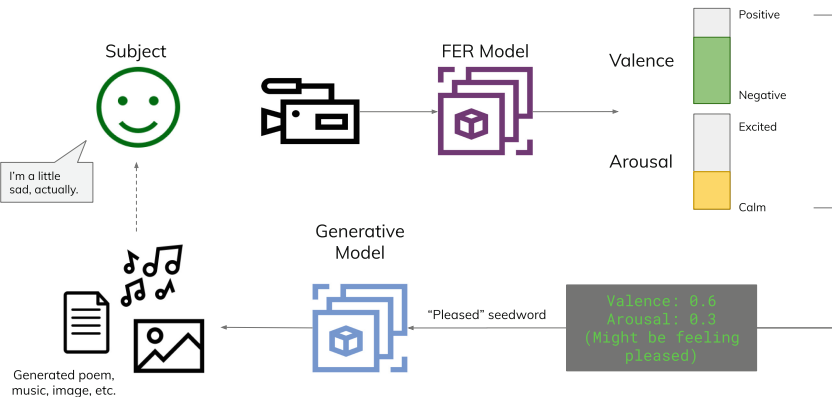 Subject
I'm a little
sad, actually.
FER Model
Valence
Positive
Negative
Arousal
Excited
Calm
Valence: 0.6
Arousal: 0.3
(Might be feeling
pleased)
“Pleased” seedword
Generative
Model
Generated poem,
music, image, etc.